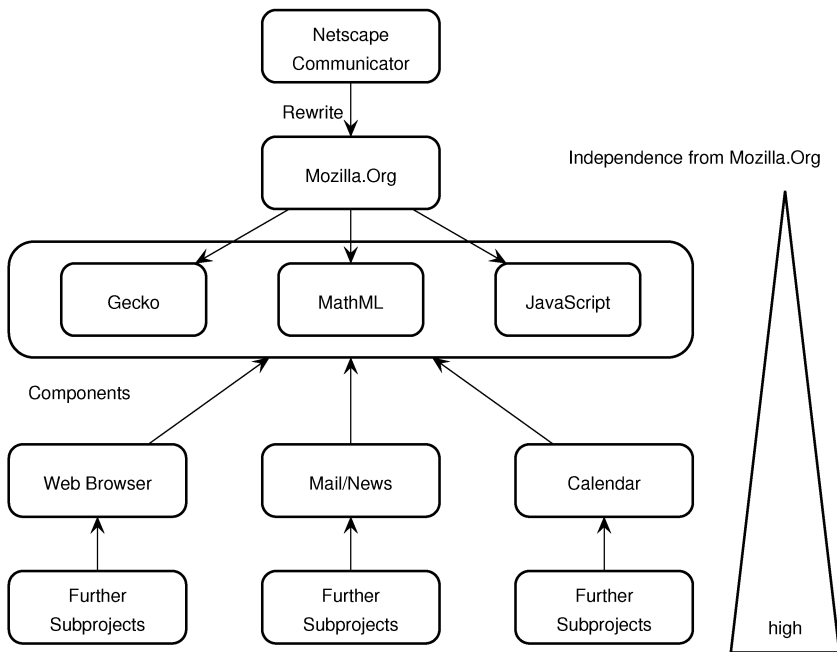 Netscape
Communicator
Rewrite
Mozilla.Org
Independence from Mozilla.Org
Gecko
MathML
JavaScript
Components
Web Browser
Mail/News
Calendar
Further
Subprojects
Further
Subprojects
Further
Subprojects
high